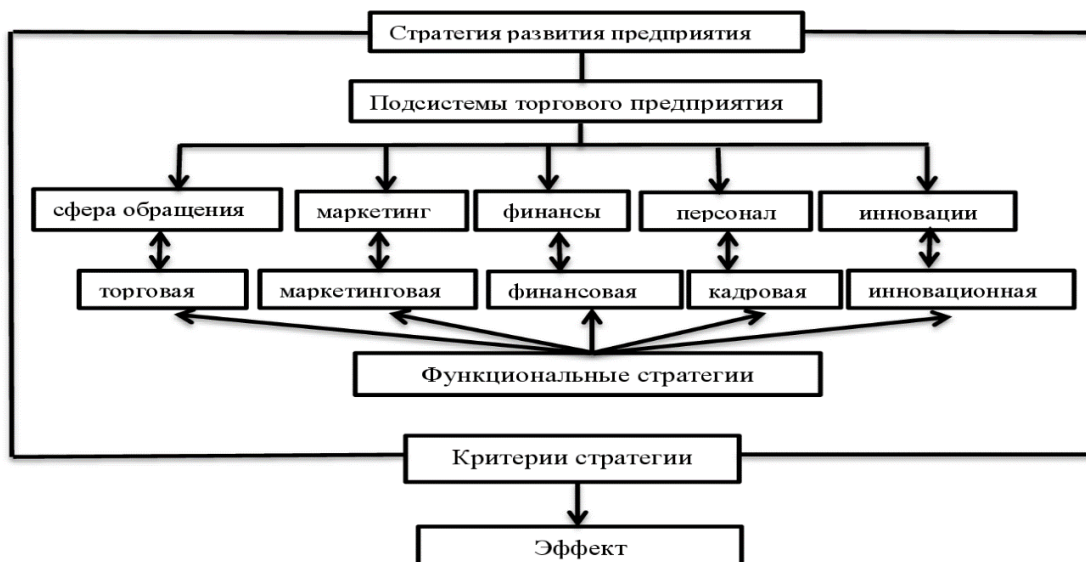 Стратегия развития предприятия
Подсистемы торгового предприятия
сфера обращения
маркетинг
финансы
персонал
инновации
торговая
маркетинговая
финансовая
кадровая
инновационная
Функциональные стратегии
Критерии стратегии
Эффект